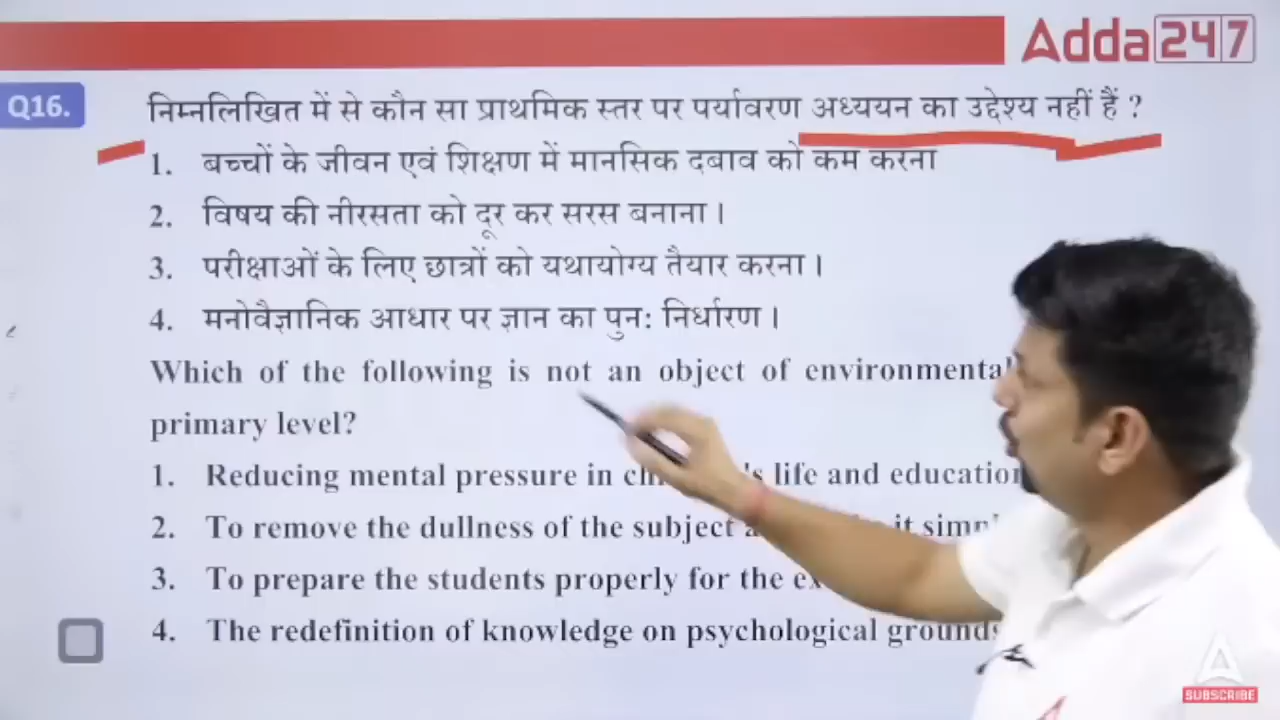 Adda247
Q16. निम्नलिखित में से कौन सा प्राथमिक स्तर पर पर्यावरण अध्ययन का उद्देश्य नहीं हैं ?
1. बच्चों के जीवन एवं शिक्षण में मानसिक दबाव को कम करना
2. विषय की नीरसता को दूर कर सरस बनाना।
3. परीक्षाओं के लिए छात्रों को यथायोग्य तैयार करना।
4. मनोवैज्ञानिक आधार पर ज्ञान का पुन: निर्धारण।
Which of the following is not an object of environmental
primary level?
1. Reducing mental pressure in life and education
2. To remove the dullness of the subject it
3. To prepare the students properly for the
4. The redefinition of knowledge on psychological grounds
SUBSCRIBE